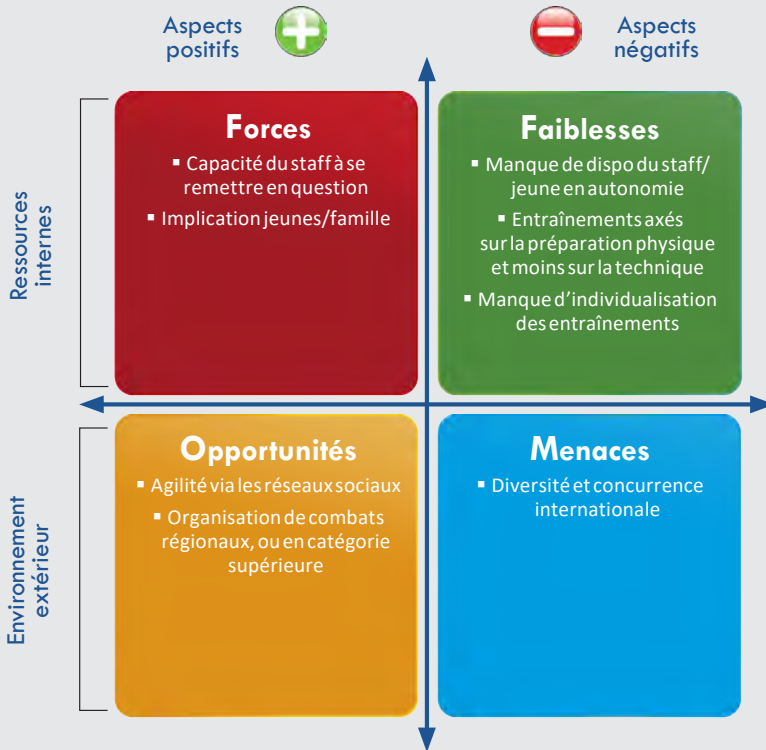 Aspects
positifs
Aspects
négatifs
Ressources
internes
Forces
▪ Capacité du staff à se
remettre en question
▪ Implication jeunes/famille
Faiblesses
▪ Manque de dispo du staff/
jeune en autonomie
▪ Entraînements axés
sur la préparation physique
et moins sur la technique
▪ Manque d’individualisation
des entraînements
Environnement
extérieur
Opportunités
▪ Agilité via les réseaux sociaux
▪ Organisation de combats
régionaux, ou en catégorie
supérieure
Menaces
▪ Diversité et concurrence
internationale